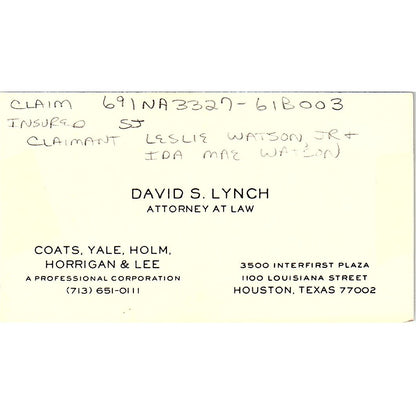 CLAIM 691NA3327-61B003
INSURED SJ
CLAIMANT LESLIE WATSON, JR +
IDA MAE WATSON)
DAVID S. LYNCH
ATTORNEY AT LAW
COATS, YALE, HOLM,
HORRIGAN & LEE
A PROFESSIONAL CORPORATION
(713) 651-0111
3500 INTERFIRST PLAZA
1100 LOUISIANA STREET
HOUSTON, TEXAS 77002